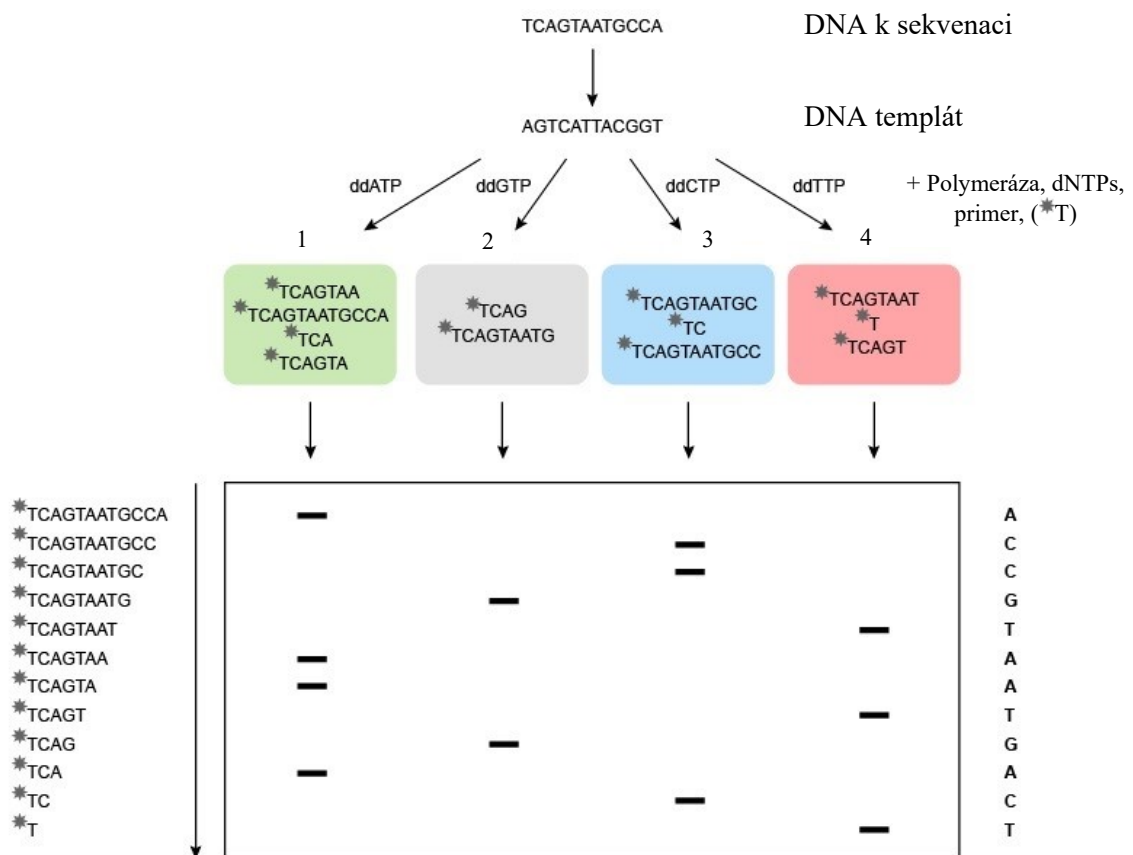 TCAGTAATGCCA
DNA k sekvenaci
AGTCATTACGGT
DNA templát
ddATP
ddGTP
ddCTP
ddTTP
+ Polymeráza, dNTPs,
primer, (*T)
1
2
3
4
*TCAGTAA
*TCAGTAATGCCA
*TCA
*TCAGTA
*TCAG
*TCAGTAATG
*TCAGTAATGC
*TC
*TCAGTAATGCC
*TCAGTAAT
*T
*TCAGT
*TCAGTAATGCCA
A
*TCAGTAATGCC
C
*TCAGTAATGC
C
*TCAGTAATG
G
*TCAGTAAT
T
*TCAGTAA
A
*TCAGTA
A
*TCAGT
T
*TCAG
G
*TCA
A
*TC
C
*T
T